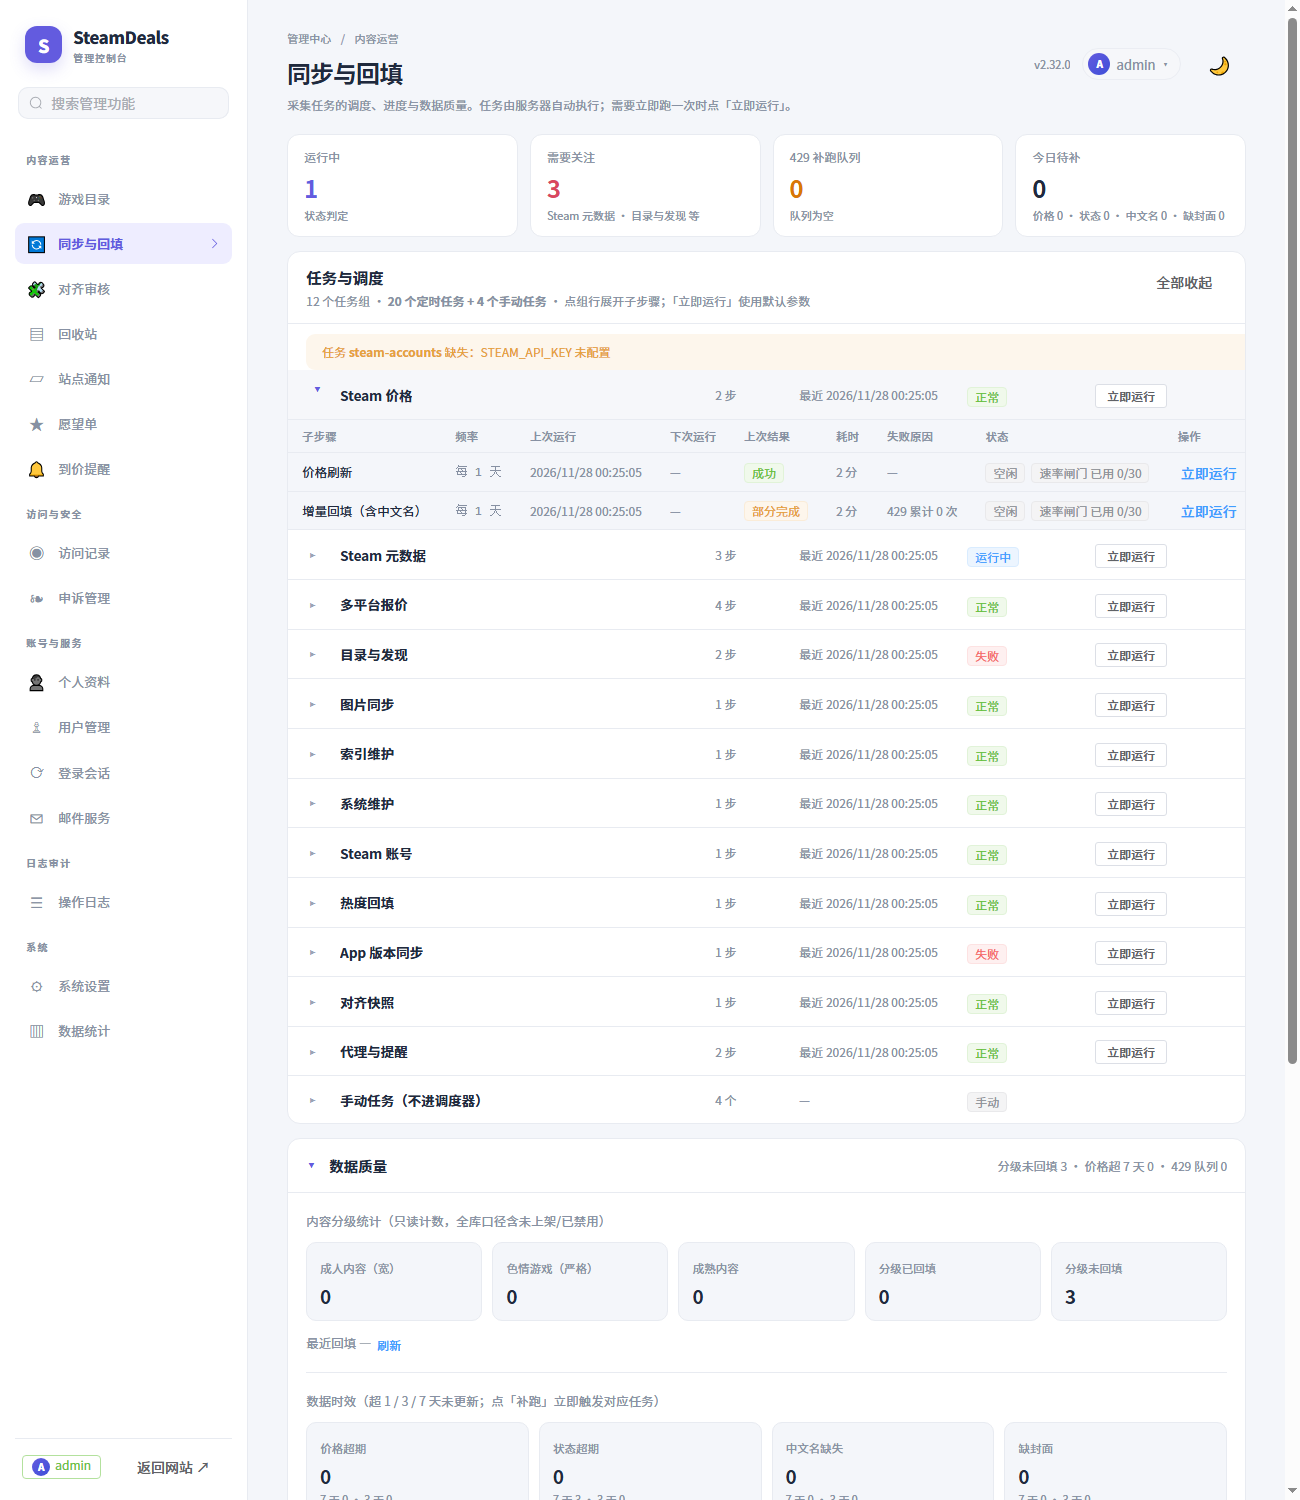 S SteamDeals
管理控制台
搜索管理功能
内容运营
游戏目录
同步与回填
对齐审核
回收站
站点通知
愿望单
到价提醒
访问与安全
访问记录
申诉管理
账号与服务
个人资料
用户管理
登录会话
邮件服务
日志审计
操作日志
系统
系统设置
数据统计
A admin
返回网站 ↗
管理中心 / 内容运营
同步与回填
采集任务的调度、进度与数据质量。任务由服务器自动执行；需要立即跑一次时点「立即运行」。
v2.32.0 A admin
运行中
1
状态判定
需要关注
3
Steam 元数据 · 目录与发现 等
429 补跑队列
0
队列为空
今日待补
0
价格 0 · 状态 0 · 中文名 0 · 缺封面 0
任务与调度
12 个任务组 · 20 个定时任务 + 4 个手动任务 · 点组行展开子步骤；「立即运行」使用默认参数
全部收起
任务 steam-accounts 缺失：STEAM_API_KEY 未配置
Steam 价格 2 步 最近 2026/11/28 00:25:05 正常 立即运行
子步骤 频率 上次运行 下次运行 上次结果 耗时 失败原因 状态 操作
价格刷新 每 1 天 2026/11/28 00:25:05 — 成功 2 分 — 空闲 速率闸门 已用 0/30 立即运行
增量回填（含中文名） 每 1 天 2026/11/28 00:25:05 — 部分完成 2 分 429 累计 0 次 空闲 速率闸门 已用 0/30 立即运行
Steam 元数据 3 步 最近 2026/11/28 00:25:05 运行中 立即运行
多平台报价 4 步 最近 2026/11/28 00:25:05 正常 立即运行
目录与发现 2 步 最近 2026/11/28 00:25:05 失败 立即运行
图片同步 1 步 最近 2026/11/28 00:25:05 正常 立即运行
索引维护 1 步 最近 2026/11/28 00:25:05 正常 立即运行
系统维护 1 步 最近 2026/11/28 00:25:05 正常 立即运行
Steam 账号 1 步 最近 2026/11/28 00:25:05 正常 立即运行
热度回填 1 步 最近 2026/11/28 00:25:05 正常 立即运行
App 版本同步 1 步 最近 2026/11/28 00:25:05 失败 立即运行
对齐快照 1 步 最近 2026/11/28 00:25:05 正常 立即运行
代理与提醒 2 步 最近 2026/11/28 00:25:05 正常 立即运行
手动任务（不进调度器） 4 个 — 手动
数据质量
分级未回填 3 · 价格超 7 天 0 · 429 队列 0
内容分级统计（只读计数，全库口径含未上架/已禁用）
成人内容（宽）
0
色情游戏（严格）
0
成熟内容
0
分级已回填
0
分级未回填
3
最近回填 — 刷新
数据时效（超 1 / 3 / 7 天未更新；点「补跑」立即触发对应任务）
价格超期
0
7 天 0 · 3 天 0
状态超期
0
7 天 3 · 3 天 0
中文名缺失
0
7 天 0 · 3 天 0
缺封面
0
7 天 0 · 3 天 0